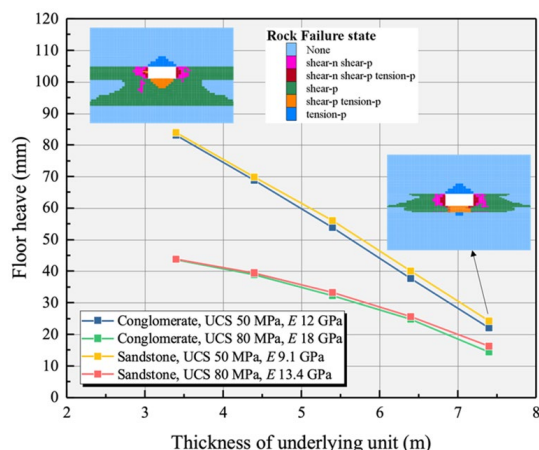 Rock Failure state
None
shear-n shear-p
shear-n shear-p tension-p
shear-p
shear-p tension-p
tension-p
120
110
100
90
80
70
60
50
40
30
20
10
0
Floor heave (mm)
Conglomerate, UCS 50 MPa, E 12 GPa
Conglomerate, UCS 80 MPa, E 18 GPa
Sandstone, UCS 50 MPa, E 9.1 GPa
Sandstone, UCS 80 MPa, E 13.4 GPa
2 3 4 5 6 7 8
Thickness of underlying unit (m)